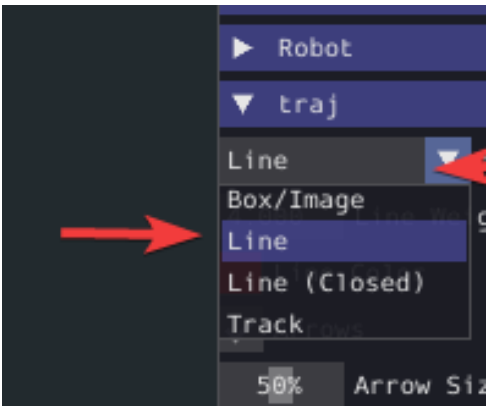 Robot
traj
Line
Box/Image
Line
Line (Closed)
Track
50% Arrow Siz